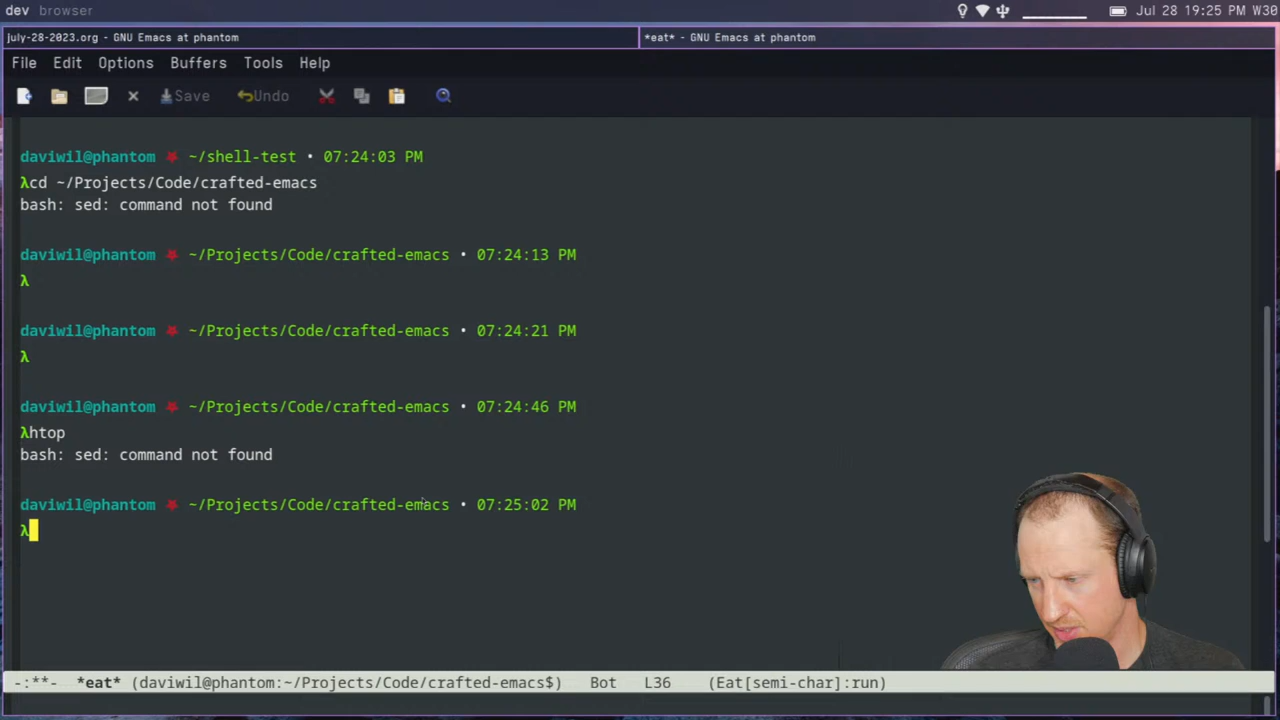 dev browser
Jul 28 19:25 W30
july-28-2023.org - GNU Emacs at phantom
*eat* - GNU Emacs at phantom
File Edit Options Buffers Tools Help
Save Undo
daviwil@phantom ~/shell-test • 07:24:03 PM
λcd ~/Projects/Code/crafted-emacs
bash: sed: command not found
daviwil@phantom ~/Projects/Code/crafted-emacs • 07:24:13 PM
λ
daviwil@phantom ~/Projects/Code/crafted-emacs • 07:24:21 PM
λ
daviwil@phantom ~/Projects/Code/crafted-emacs • 07:24:46 PM
λhtop
bash: sed: command not found
daviwil@phantom ~/Projects/Code/crafted-emacs • 07:25:02 PM
λ
-:**- *eat* (daviwil@phantom:~/Projects/Code/crafted-emacs$) Bot L36 (Eat[semi-char]:run)